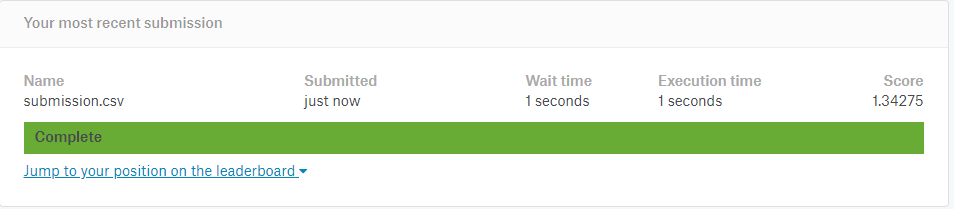 Your most recent submission
Name Submitted Wait time Execution time Score
submission.csv just now 1 seconds 1 seconds 1.34275
Complete
Jump to your position on the leaderboard